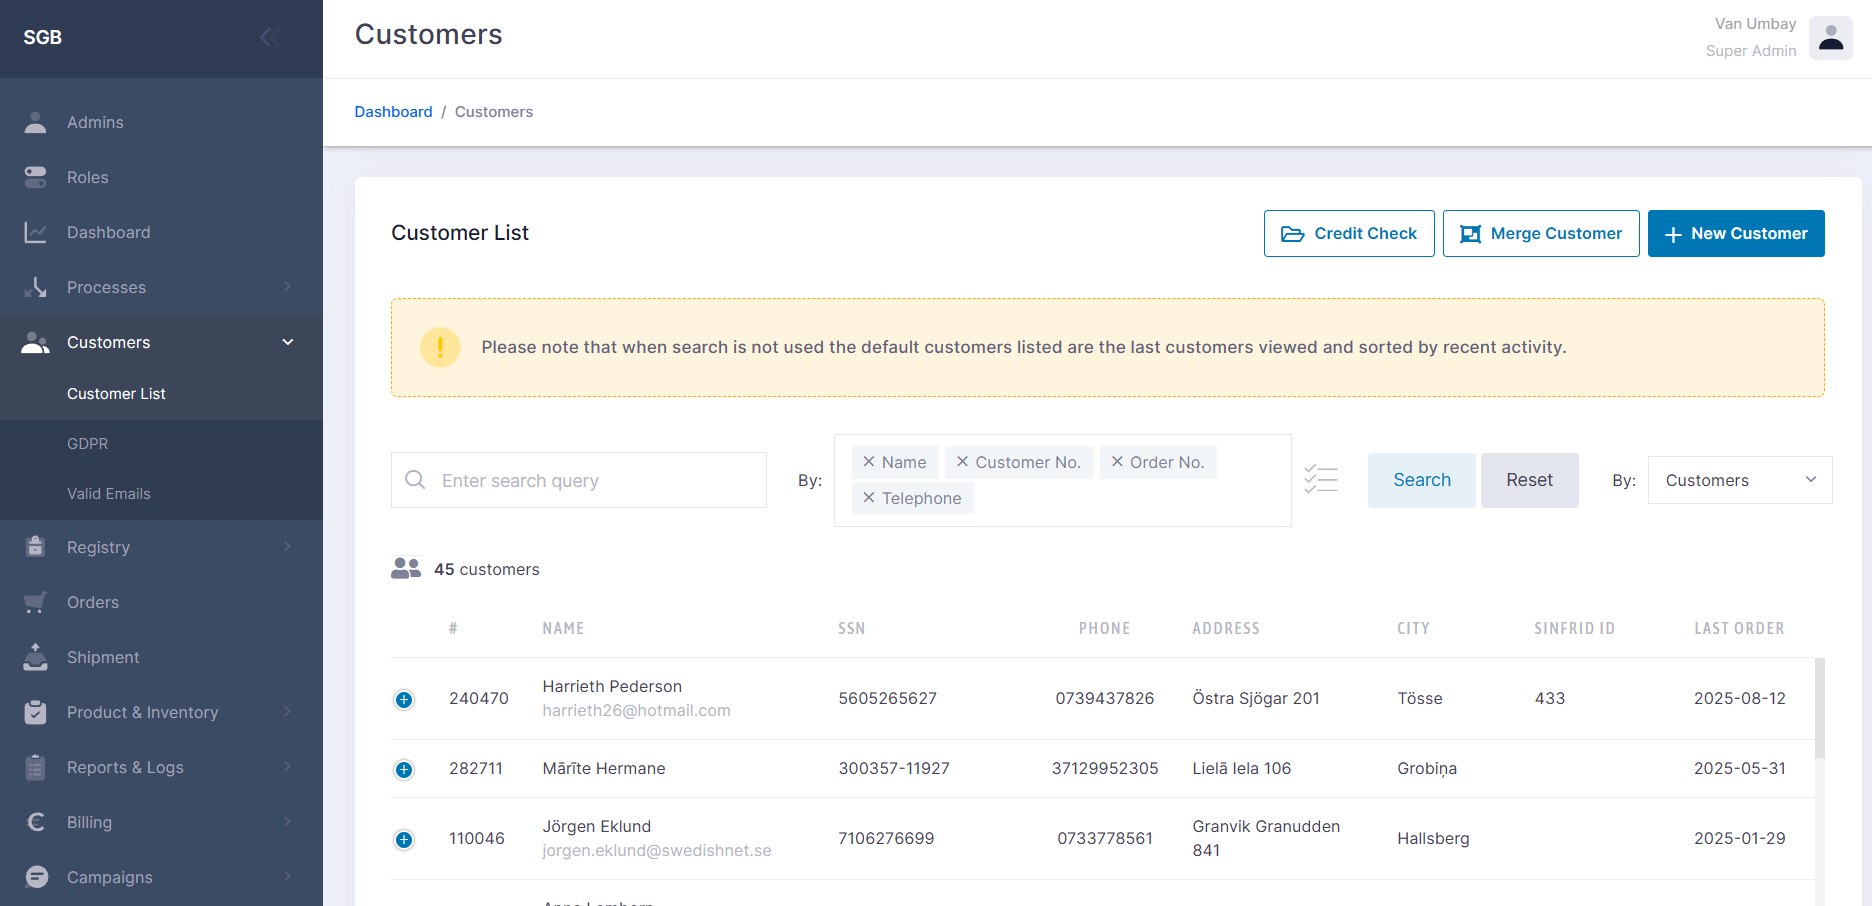 SGB
Customers
Van Umbay
Super Admin
Dashboard / Customers
Admins
Roles
Dashboard
Processes
Customers
Customer List
GDPR
Valid Emails
Registry
Orders
Shipment
Product & Inventory
Reports & Logs
Billing
Campaigns
Customer List
Credit Check
Merge Customer
New Customer
Please note that when search is not used the default customers listed are the last customers viewed and sorted by recent activity.
Enter search query
By:
Name
Customer No.
Order No.
Telephone
Search
Reset
By:
Customers
45 customers
# NAME SSN PHONE ADDRESS CITY SINFRID ID LAST ORDER
240470 Harrieth Pederson 5605265627 0739437826 Östra Sjögar 201 Tösse 433 2025-08-12
harrieth26@hotmail.com
282711 Mārīte Hermane 300357-11927 37129952305 Lielā Iela 106 Grobiņa 2025-05-31
110046 Jörgen Eklund 7106276699 0733778561 Granvik Granudden 841 Hallsberg 2025-01-29
jorgen.eklund@swedishnet.se